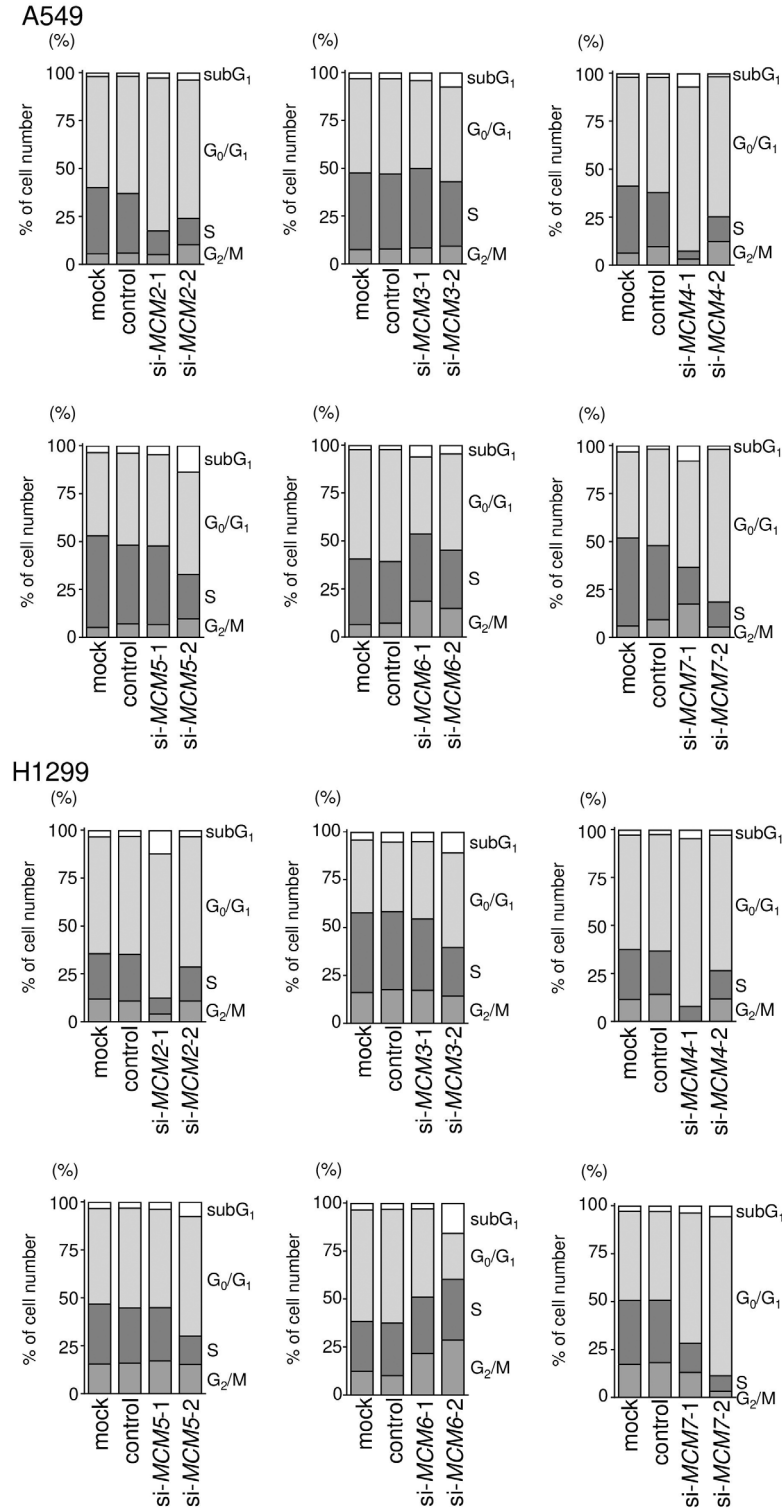 A549
(%) (%) (%)
% of cell number 100 75 50 25 0 subG₁ G₀/G₁ S G₂/M
mock control si-MCM2-1 si-MCM2-2
% of cell number 100 75 50 25 0 subG₁ G₀/G₁ S G₂/M
mock control si-MCM3-1 si-MCM3-2
% of cell number 100 75 50 25 0 subG₁ G₀/G₁ S G₂/M
mock control si-MCM4-1 si-MCM4-2
(%) (%) (%)
% of cell number 100 75 50 25 0 subG₁ G₀/G₁ S G₂/M
mock control si-MCM5-1 si-MCM5-2
% of cell number 100 75 50 25 0 subG₁ G₀/G₁ S G₂/M
mock control si-MCM6-1 si-MCM6-2
% of cell number 100 75 50 25 0 subG₁ G₀/G₁ S G₂/M
mock control si-MCM7-1 si-MCM7-2
H1299
(%) (%) (%)
% of cell number 100 75 50 25 0 subG₁ G₀/G₁ S G₂/M
mock control si-MCM2-1 si-MCM2-2
% of cell number 100 75 50 25 0 subG₁ G₀/G₁ S G₂/M
mock control si-MCM3-1 si-MCM3-2
% of cell number 100 75 50 25 0 subG₁ G₀/G₁ S G₂/M
mock control si-MCM4-1 si-MCM4-2
(%) (%) (%)
% of cell number 100 75 50 25 0 subG₁ G₀/G₁ S G₂/M
mock control si-MCM5-1 si-MCM5-2
% of cell number 100 75 50 25 0 subG₁ G₀/G₁ S G₂/M
mock control si-MCM6-1 si-MCM6-2
% of cell number 100 75 50 25 0 subG₁ G₀/G₁ S G₂/M
mock control si-MCM7-1 si-MCM7-2